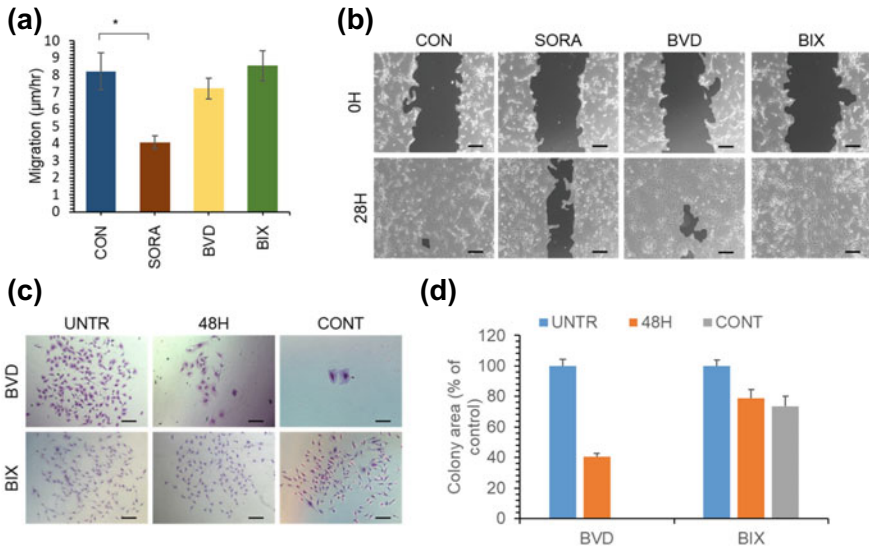 (a)
*
Migration (µm/hr)
10
9
8
7
6
5
4
3
2
1
0
CON
SORA
BVD
BIX
(b)
CON SORA BVD BIX
0H
28H
(c)
UNTR 48H CONT
BVD
BIX
(d)
UNTR 48H CONT
Colony area (% of
control)
120
100
80
60
40
20
0
BVD BIX